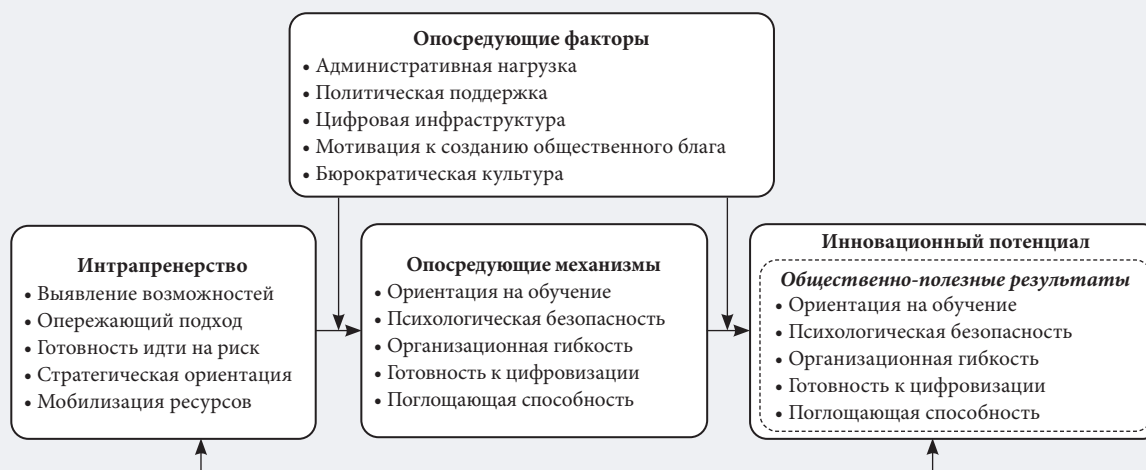 Опосредующие факторы
• Административная нагрузка
• Политическая поддержка
• Цифровая инфраструктура
• Мотивация к созданию общественного блага
• Бюрократическая культура
Интрапренерство
• Выявление возможностей
• Опережающий подход
• Готовность идти на риск
• Стратегическая ориентация
• Мобилизация ресурсов
Опосредующие механизмы
• Ориентация на обучение
• Психологическая безопасность
• Организационная гибкость
• Готовность к цифровизации
• Поглощающая способность
Инновационный потенциал
Общественно-полезные результаты
• Ориентация на обучение
• Психологическая безопасность
• Организационная гибкость
• Готовность к цифровизации
• Поглощающая способность